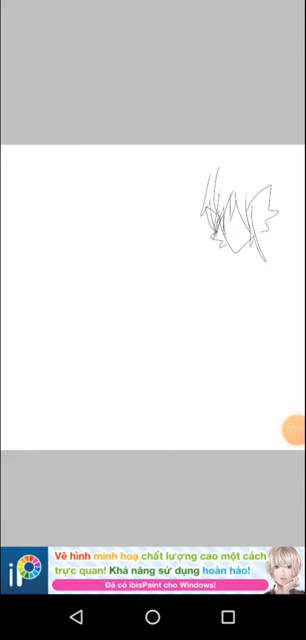 Vẽ hình minh hoạ chất lượng cao một cách
trực quan! Khả năng sử dụng hoàn hảo!
Đã có ibisPaint cho Windows!